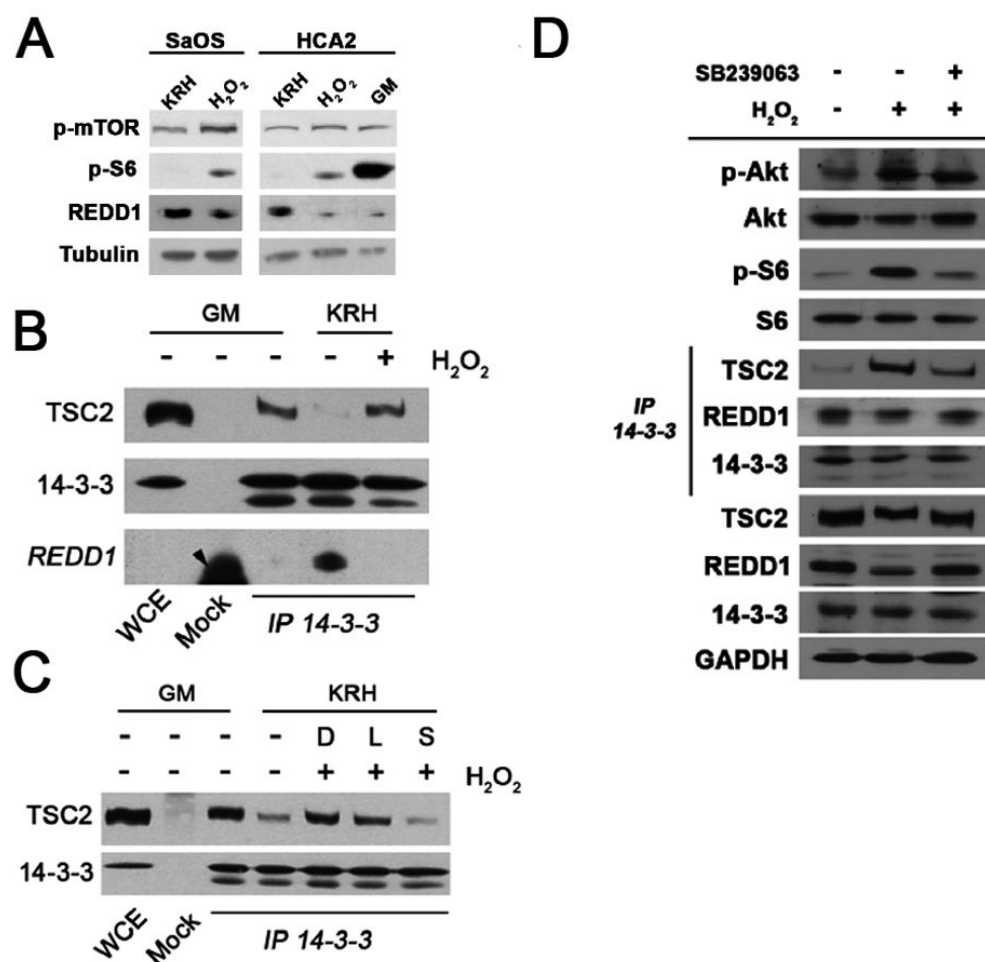 A
SaOS HCA2
KRH H₂O₂ KRH H₂O₂ GM
p-mTOR
p-S6
REDD1
Tubulin
B
GM KRH
- - - - + H₂O₂
TSC2
14-3-3
REDD1
WCE Mock IP 14-3-3
C
GM KRH
- - - - D L S
- - - - + + + H₂O₂
TSC2
14-3-3
WCE Mock IP 14-3-3
D
SB239063 - - +
H₂O₂ - + +
p-Akt
Akt
p-S6
S6
IP
14-3-3
TSC2
REDD1
14-3-3
TSC2
REDD1
14-3-3
GAPDH